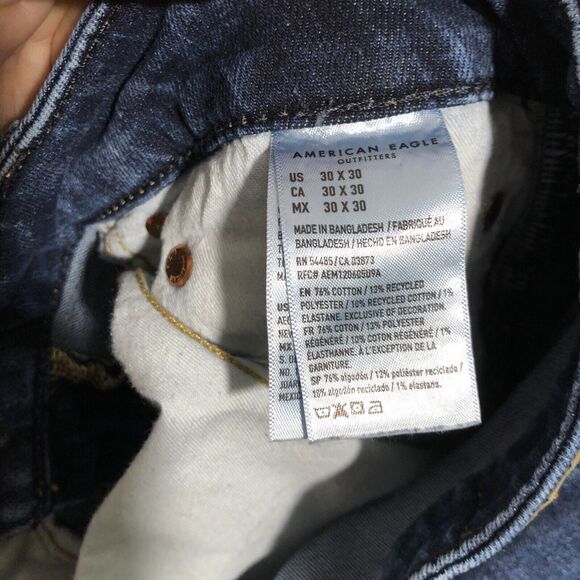 AMERICAN EAGLE
OUTFITTERS
US 30 X 30
CA 30 X 30
MX 30 X 30
MADE IN BANGLADESH / FABRIQUÉ AU
BANGLADESH / HECHO EN BANGLADESH
RN 54485 / CA 03873
RFC# AEM120605U9A
EN 76% COTTON / 13% RECYCLED
POLYESTER / 10% RECYCLED COTTON / 1%
ELASTANE. EXCLUSIVE OF DECORATION.
FR 76% COTON / 13% POLYESTER
RÉGÉNÉRÉ / 10% COTON RÉGÉNÉRÉ / 1%
ÉLASTHANNE. À L'EXCEPTION DE LA
GARNITURE.
SP 76% algodón / 13% poliéster reciclado /
10% algodón reciclado / 1% elastano.